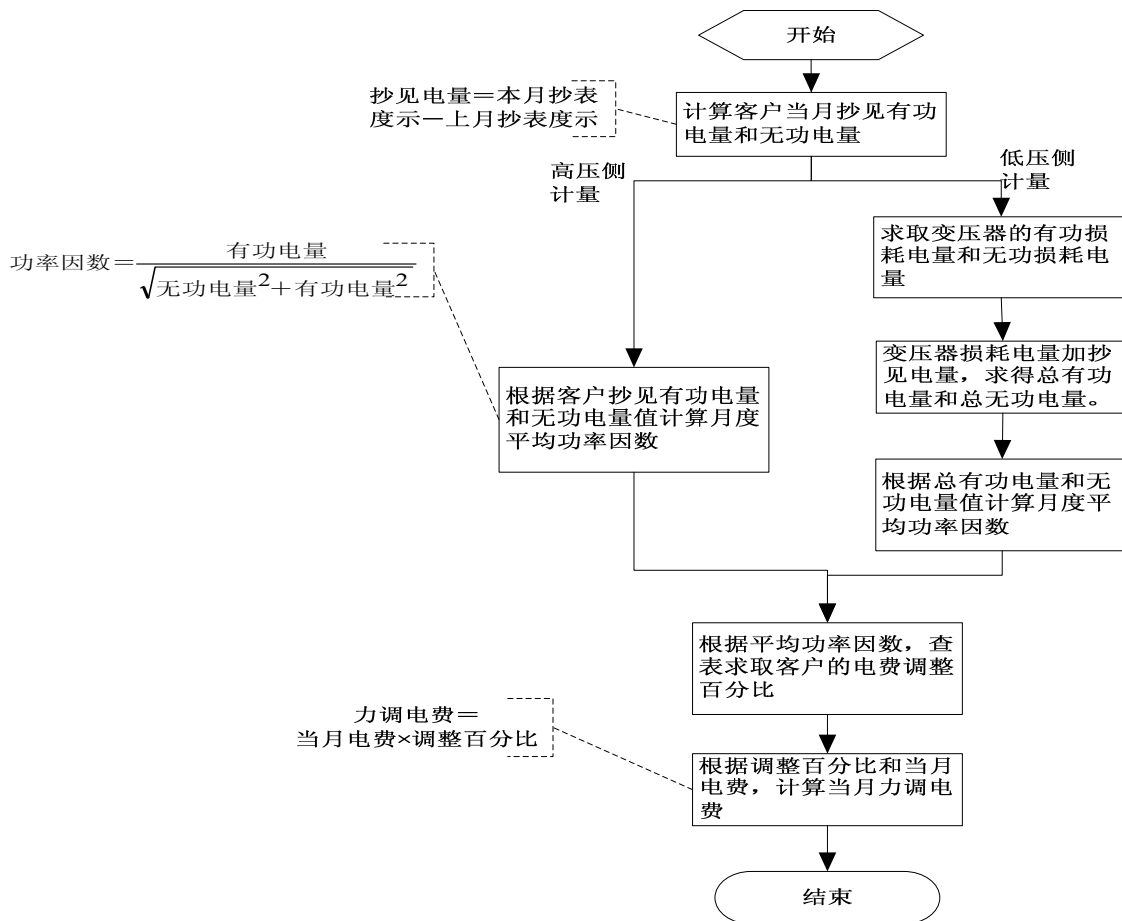 开始
抄见电量＝本月抄表
度示－上月抄表度示
计算客户当月抄见有功
电量和无功电量
高压侧
计量
低压侧
计量
求取变压器的有功损
耗电量和无功损耗电
量
功率因数＝有功电量/√无功电量²＋有功电量²
变压器损耗电量加抄
见电量，求得总有功
电量和总无功电量。
根据客户抄见有功电量
和无功电量值计算月度
平均功率因数
根据总有功电量和无
功电量值计算月度平
均功率因数
根据平均功率因数，查
表求取客户的电费调整
百分比
力调电费＝
当月电费×调整百分比
根据调整百分比和当月
电费，计算当月力调电
费
结束